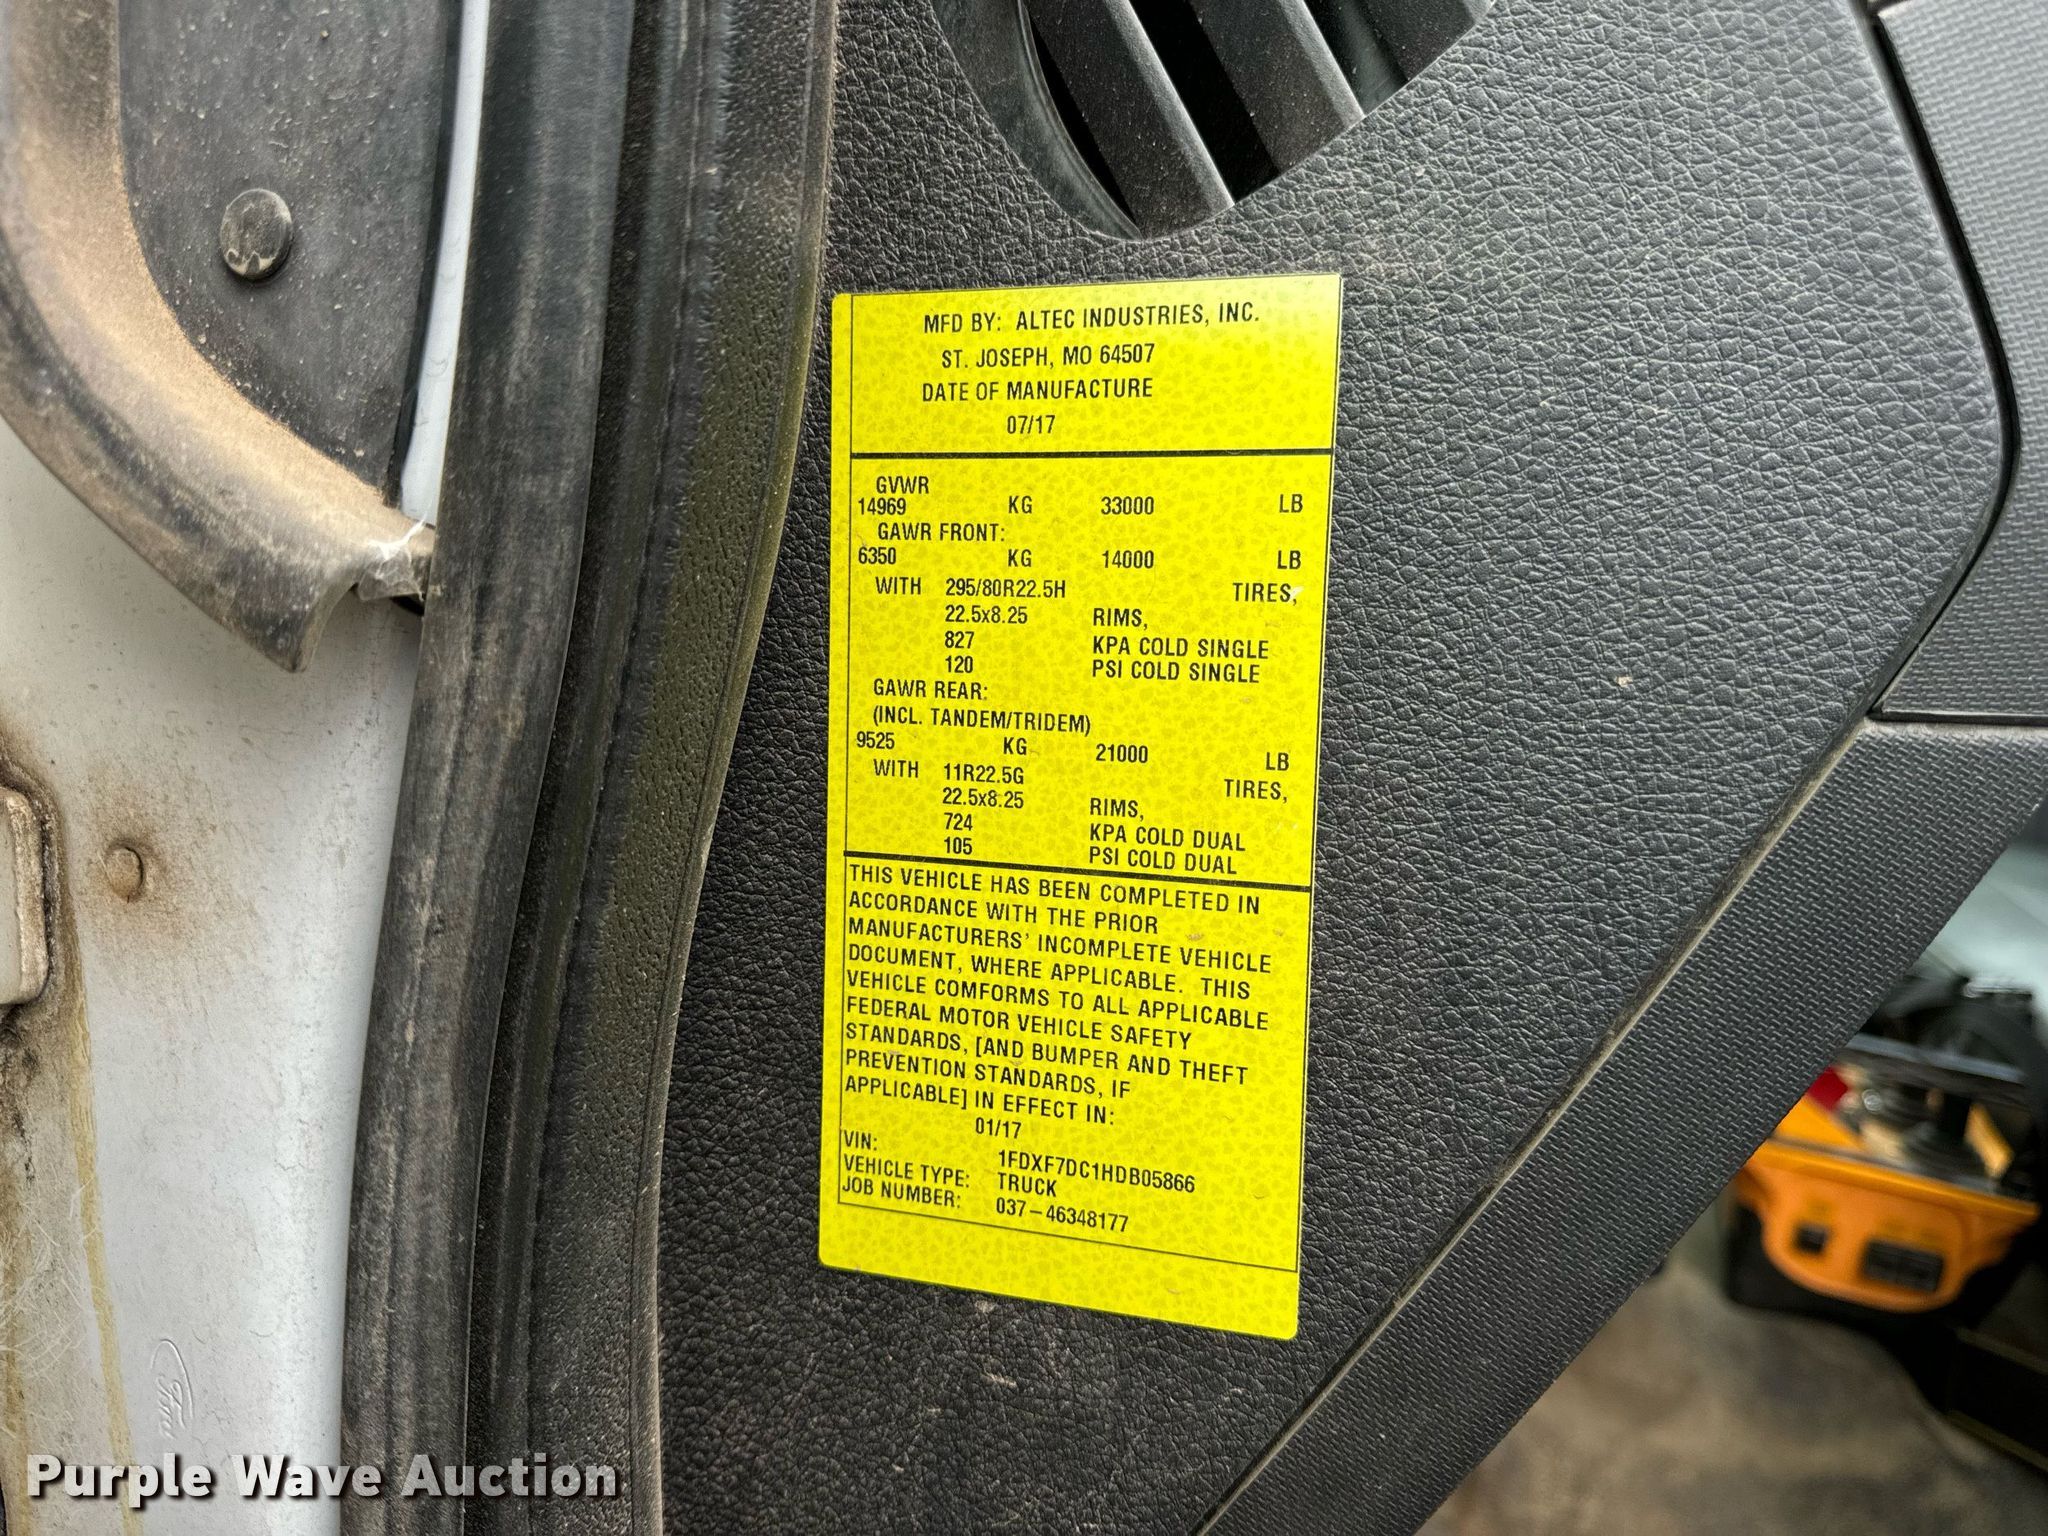 MFD BY: ALTEC INDUSTRIES, INC.
ST. JOSEPH, MO 64507
DATE OF MANUFACTURE
07/17
GVWR
14969 KG 33000 LB
GAWR FRONT:
6350 KG 14000 LB
WITH 295/80R22.5H TIRES,
22.5x8.25 RIMS,
827 KPA COLD SINGLE
120 PSI COLD SINGLE
GAWR REAR:
(INCL. TANDEM/TRIDEM)
9525 KG 21000 LB
WITH 11R22.5G TIRES,
22.5x8.25 RIMS,
724 KPA COLD DUAL
105 PSI COLD DUAL
THIS VEHICLE HAS BEEN COMPLETED IN
ACCORDANCE WITH THE PRIOR
MANUFACTURERS' INCOMPLETE VEHICLE
DOCUMENT, WHERE APPLICABLE. THIS
VEHICLE COMFORMS TO ALL APPLICABLE
FEDERAL MOTOR VEHICLE SAFETY
STANDARDS, [AND BUMPER AND THEFT
PREVENTION STANDARDS, IF
APPLICABLE] IN EFFECT IN:
01/17
VIN: 1FDXF7DC1HDB05866
VEHICLE TYPE: TRUCK
JOB NUMBER: 037-46348177
Ford
Purple Wave Auction